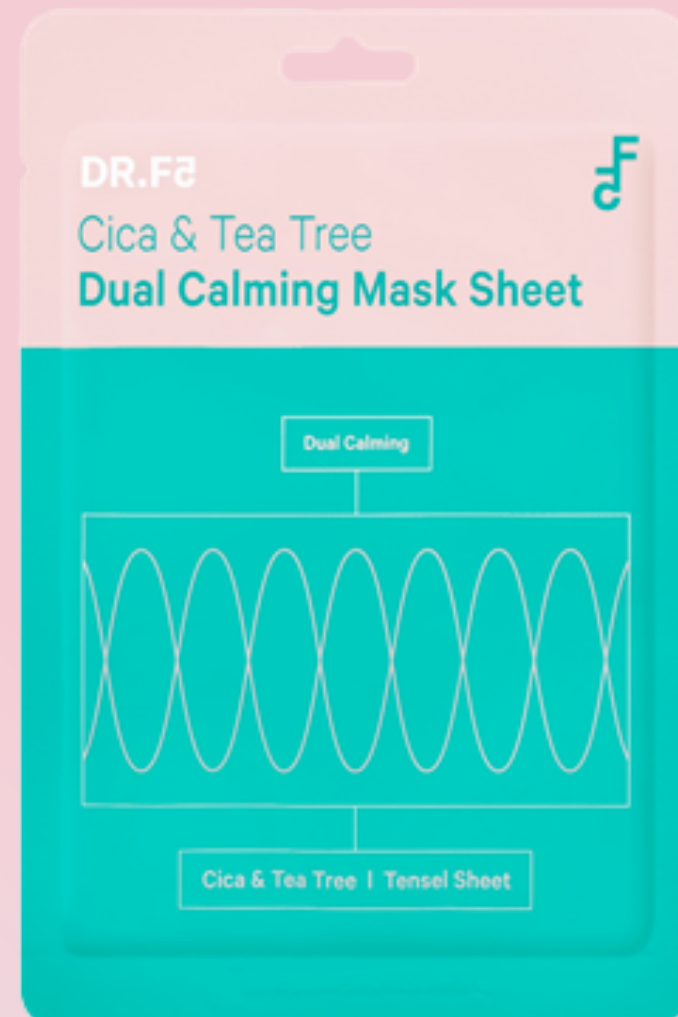 DR.F5
Cica & Tea Tree
Dual Calming Mask Sheet
Dual Calming
Cica & Tea Tree | Tensel Sheet